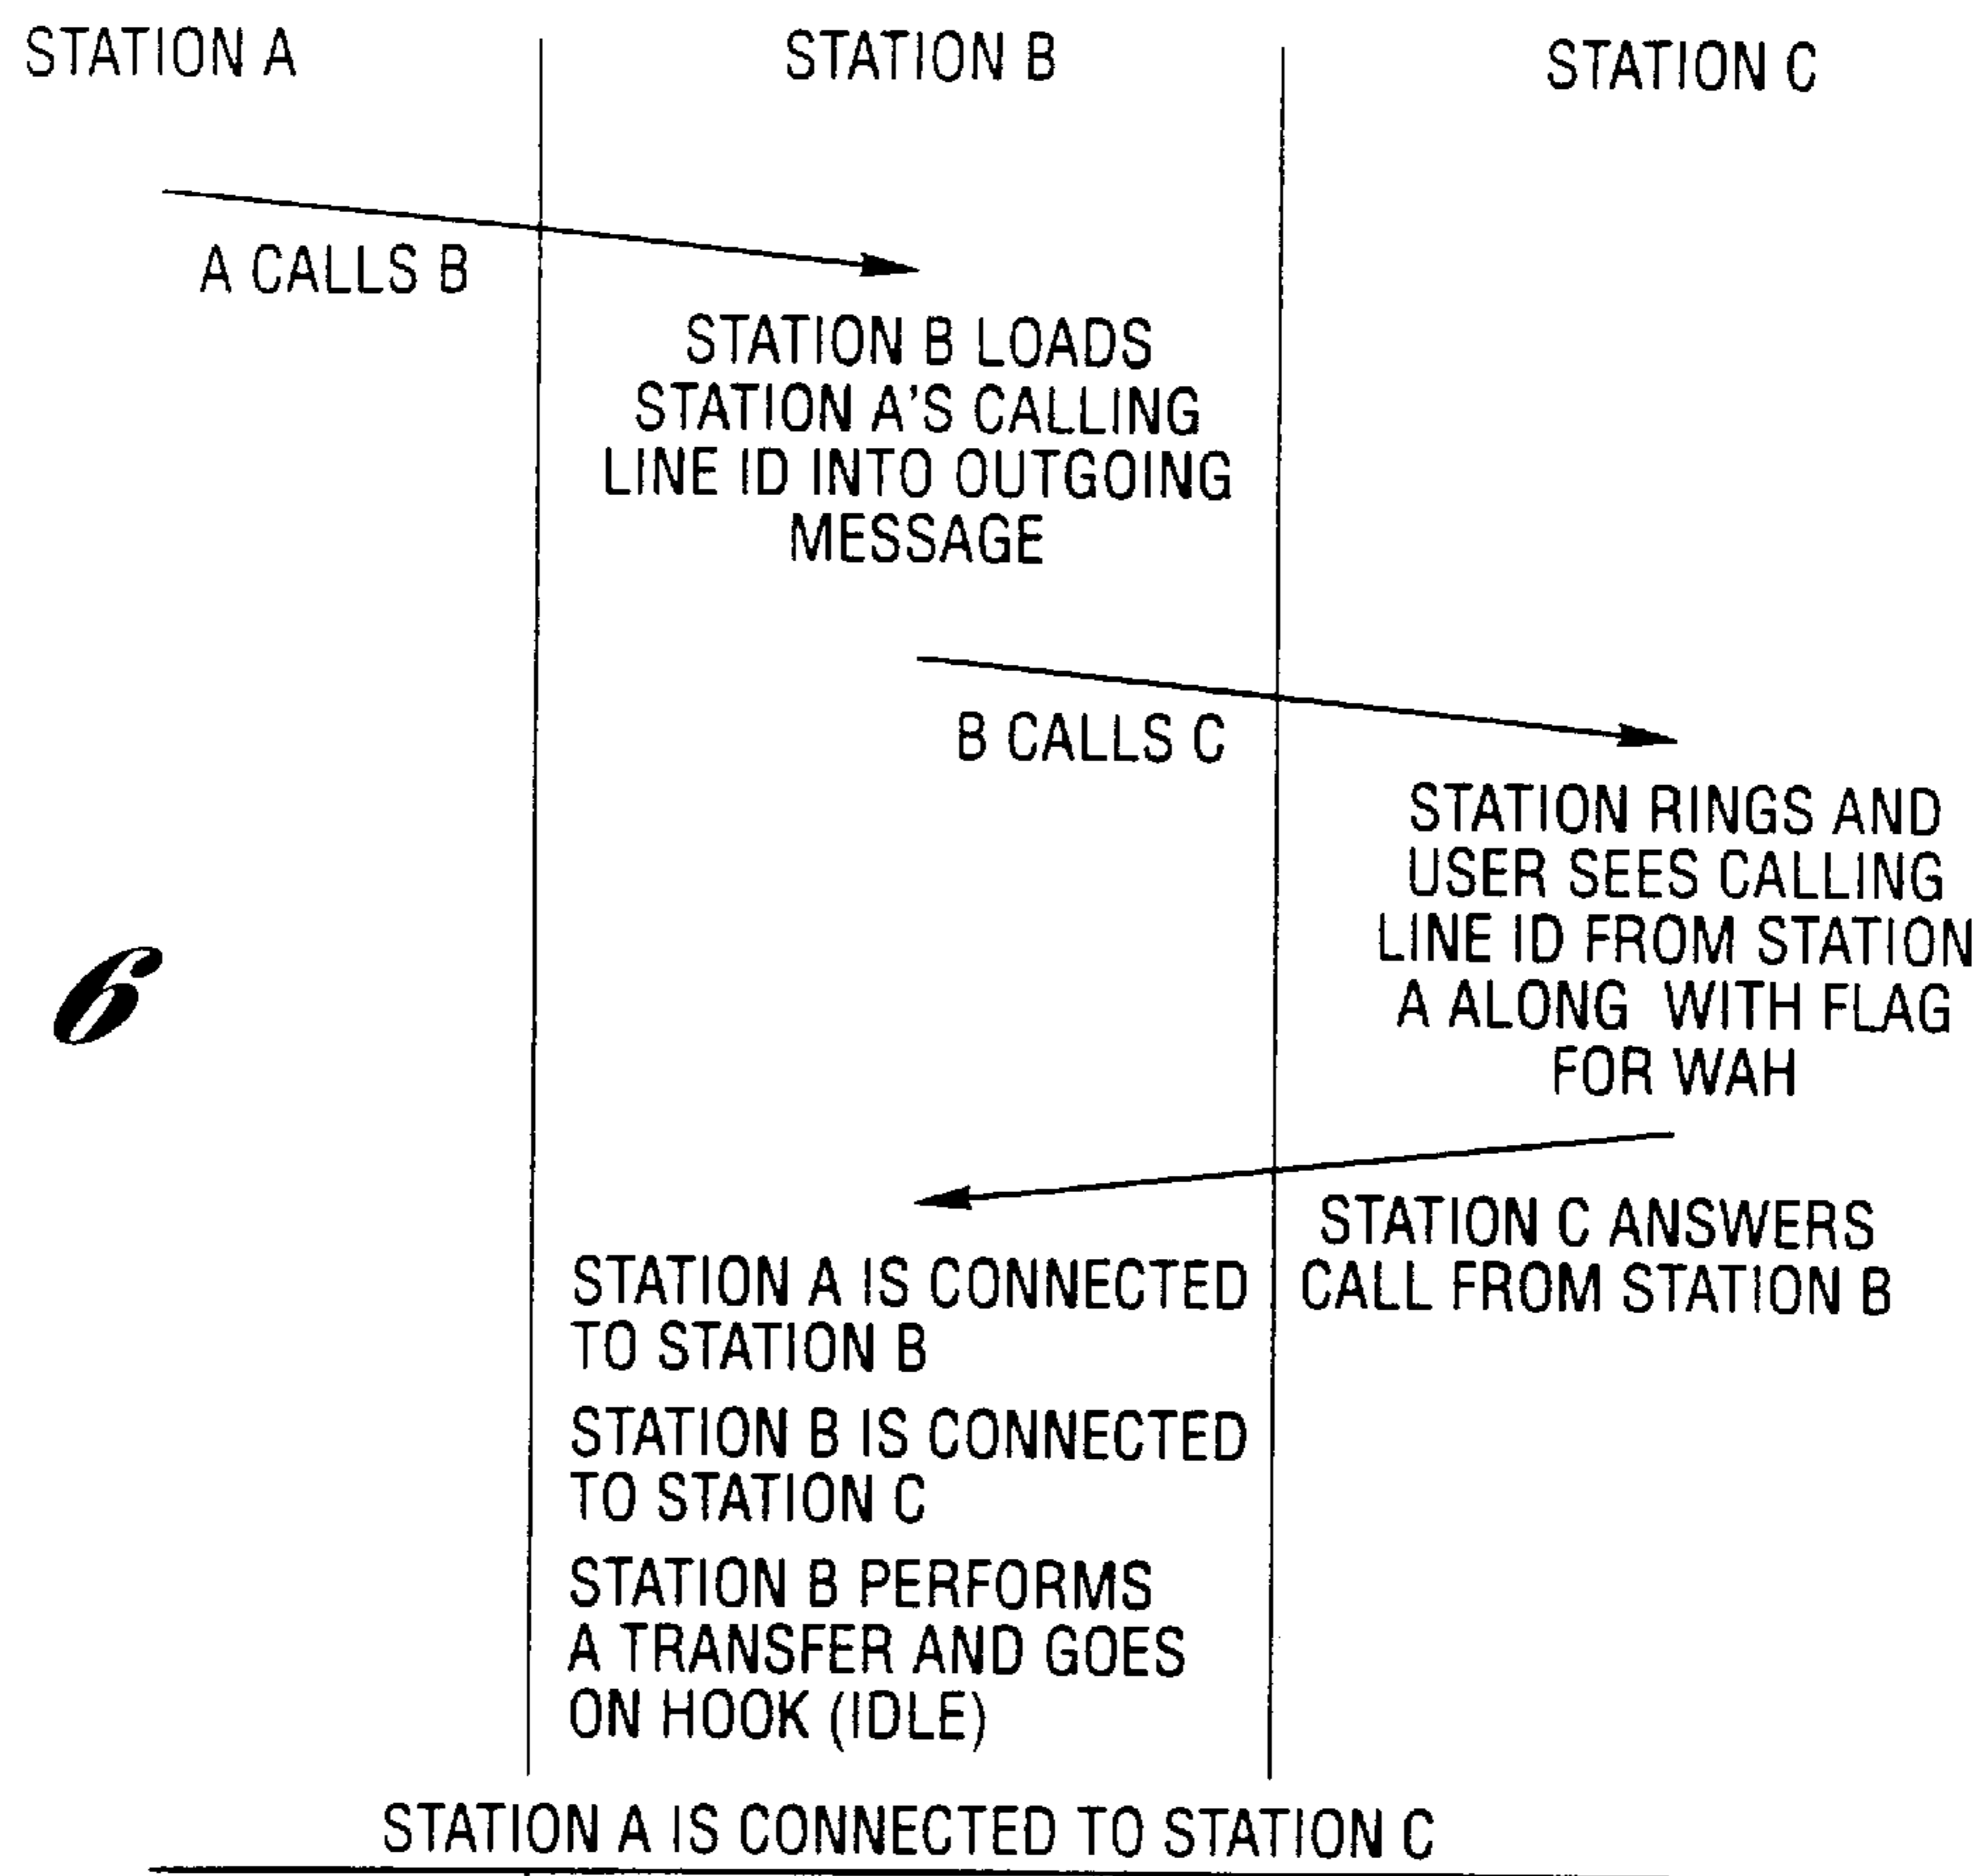 STATION A
STATION B
STATION C
A CALLS B
STATION B LOADS
STATION A'S CALLING
LINE ID INTO OUTGOING
MESSAGE
B CALLS C
STATION RINGS AND
USER SEES CALLING
LINE ID FROM STATION
A ALONG WITH FLAG
FOR WAH
6
STATION C ANSWERS
CALL FROM STATION B
STATION A IS CONNECTED
TO STATION B
STATION B IS CONNECTED
TO STATION C
STATION B PERFORMS
A TRANSFER AND GOES
ON HOOK (IDLE)
STATION A IS CONNECTED TO STATION C